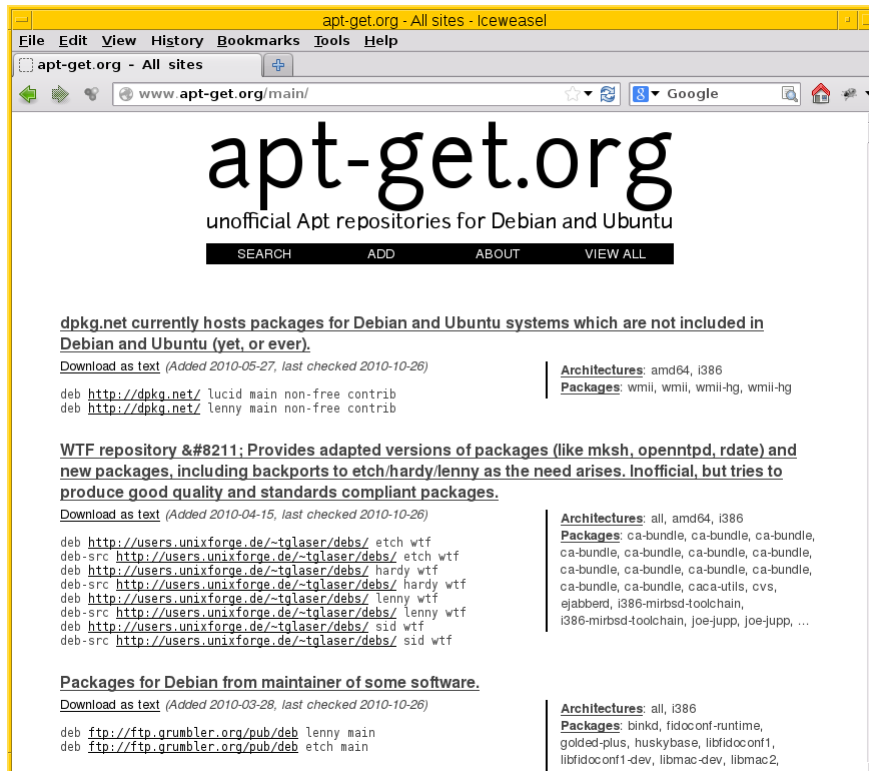 apt-get.org - All sites - Iceweasel
File Edit View History Bookmarks Tools Help
apt-get.org - All sites
www.apt-get.org/main/
Google
apt-get.org
unofficial Apt repositories for Debian and Ubuntu
SEARCH ADD ABOUT VIEW ALL
dpkg.net currently hosts packages for Debian and Ubuntu systems which are not included in
Debian and Ubuntu (yet, or ever).
Download as text (Added 2010-05-27, last checked 2010-10-26)
deb http://dpkg.net/ lucid main non-free contrib
deb http://dpkg.net/ lenny main non-free contrib
Architectures: amd64, i386
Packages: wmii, wmii, wmii-hg, wmii-hg
WTF repository &#8211; Provides adapted versions of packages (like mksh, openntpd, rdate) and
new packages, including backports to etch/hardy/lenny as the need arises. Inofficial, but tries to
produce good quality and standards compliant packages.
Download as text (Added 2010-04-15, last checked 2010-10-26)
deb http://users.unixforge.de/~tglaser/debs/ etch wtf
deb-src http://users.unixforge.de/~tglaser/debs/ etch wtf
deb http://users.unixforge.de/~tglaser/debs/ hardy wtf
deb-src http://users.unixforge.de/~tglaser/debs/ hardy wtf
deb http://users.unixforge.de/~tglaser/debs/ lenny wtf
deb-src http://users.unixforge.de/~tglaser/debs/ lenny wtf
deb http://users.unixforge.de/~tglaser/debs/ sid wtf
deb-src http://users.unixforge.de/~tglaser/debs/ sid wtf
Architectures: all, amd64, i386
Packages: ca-bundle, ca-bundle, ca-bundle,
ca-bundle, ca-bundle, ca-bundle, ca-bundle,
ca-bundle, ca-bundle, ca-bundle, ca-bundle,
ca-bundle, ca-bundle, caca-utils, cvs,
ejabberd, i386-mirbsd-toolchain,
i386-mirbsd-toolchain, joe-jupp, joe-jupp, …
Packages for Debian from maintainer of some software.
Download as text (Added 2010-03-28, last checked 2010-10-26)
deb ftp://ftp.grumbler.org/pub/deb lenny main
deb ftp://ftp.grumbler.org/pub/deb etch main
Architectures: all, i386
Packages: binkd, fidoconf-runtime,
golded-plus, huskybase, libfidoconf1,
libfidoconf1-dev, libmac-dev, libmac2,